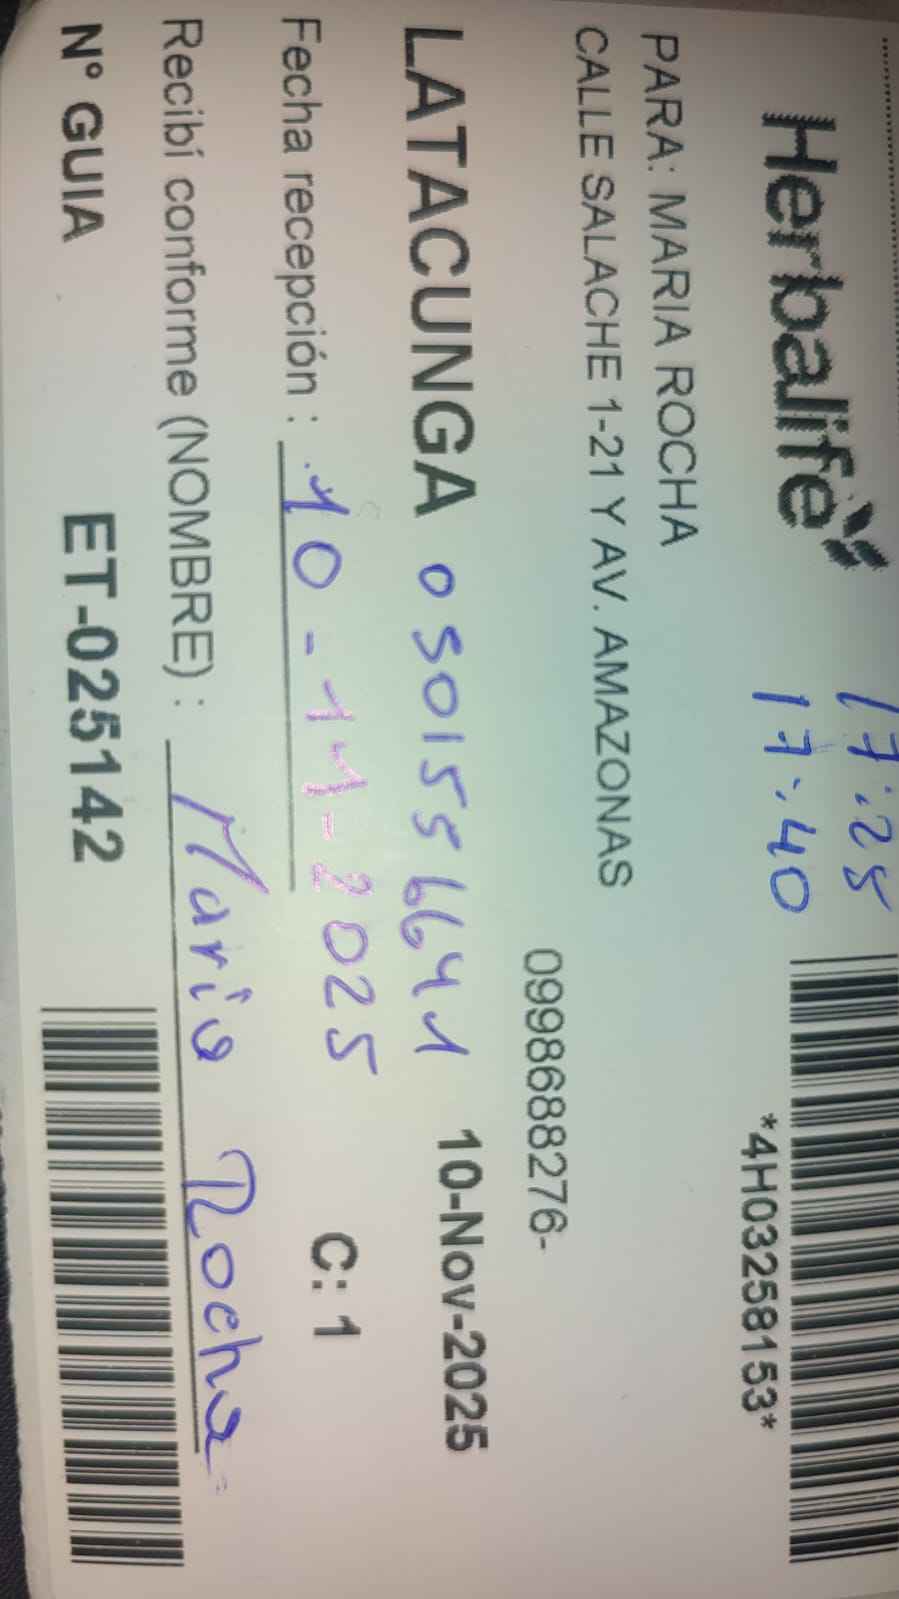 Herbalife
17:25
17:40
*4H03258153*
PARA: MARIA ROCHA
CALLE SALACHE 1-21 Y AV. AMAZONAS
0998688276-
LATACUNGA 0501556641 10-Nov-2025
Fecha recepción : 10-11-2025 C: 1
Recibí conforme (NOMBRE) : Maria Rocha
N° GUIA ET-025142